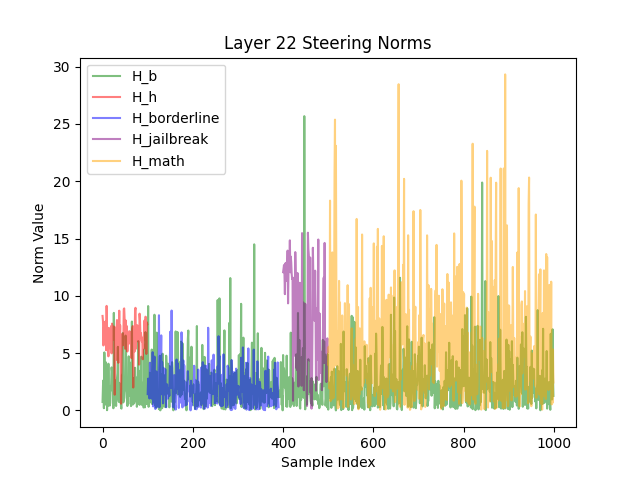 Layer 22 Steering Norms
H_b
H_h
H_borderline
H_jailbreak
H_math
Norm Value
30
25
20
15
10
5
0
0 200 400 600 800 1000
Sample Index